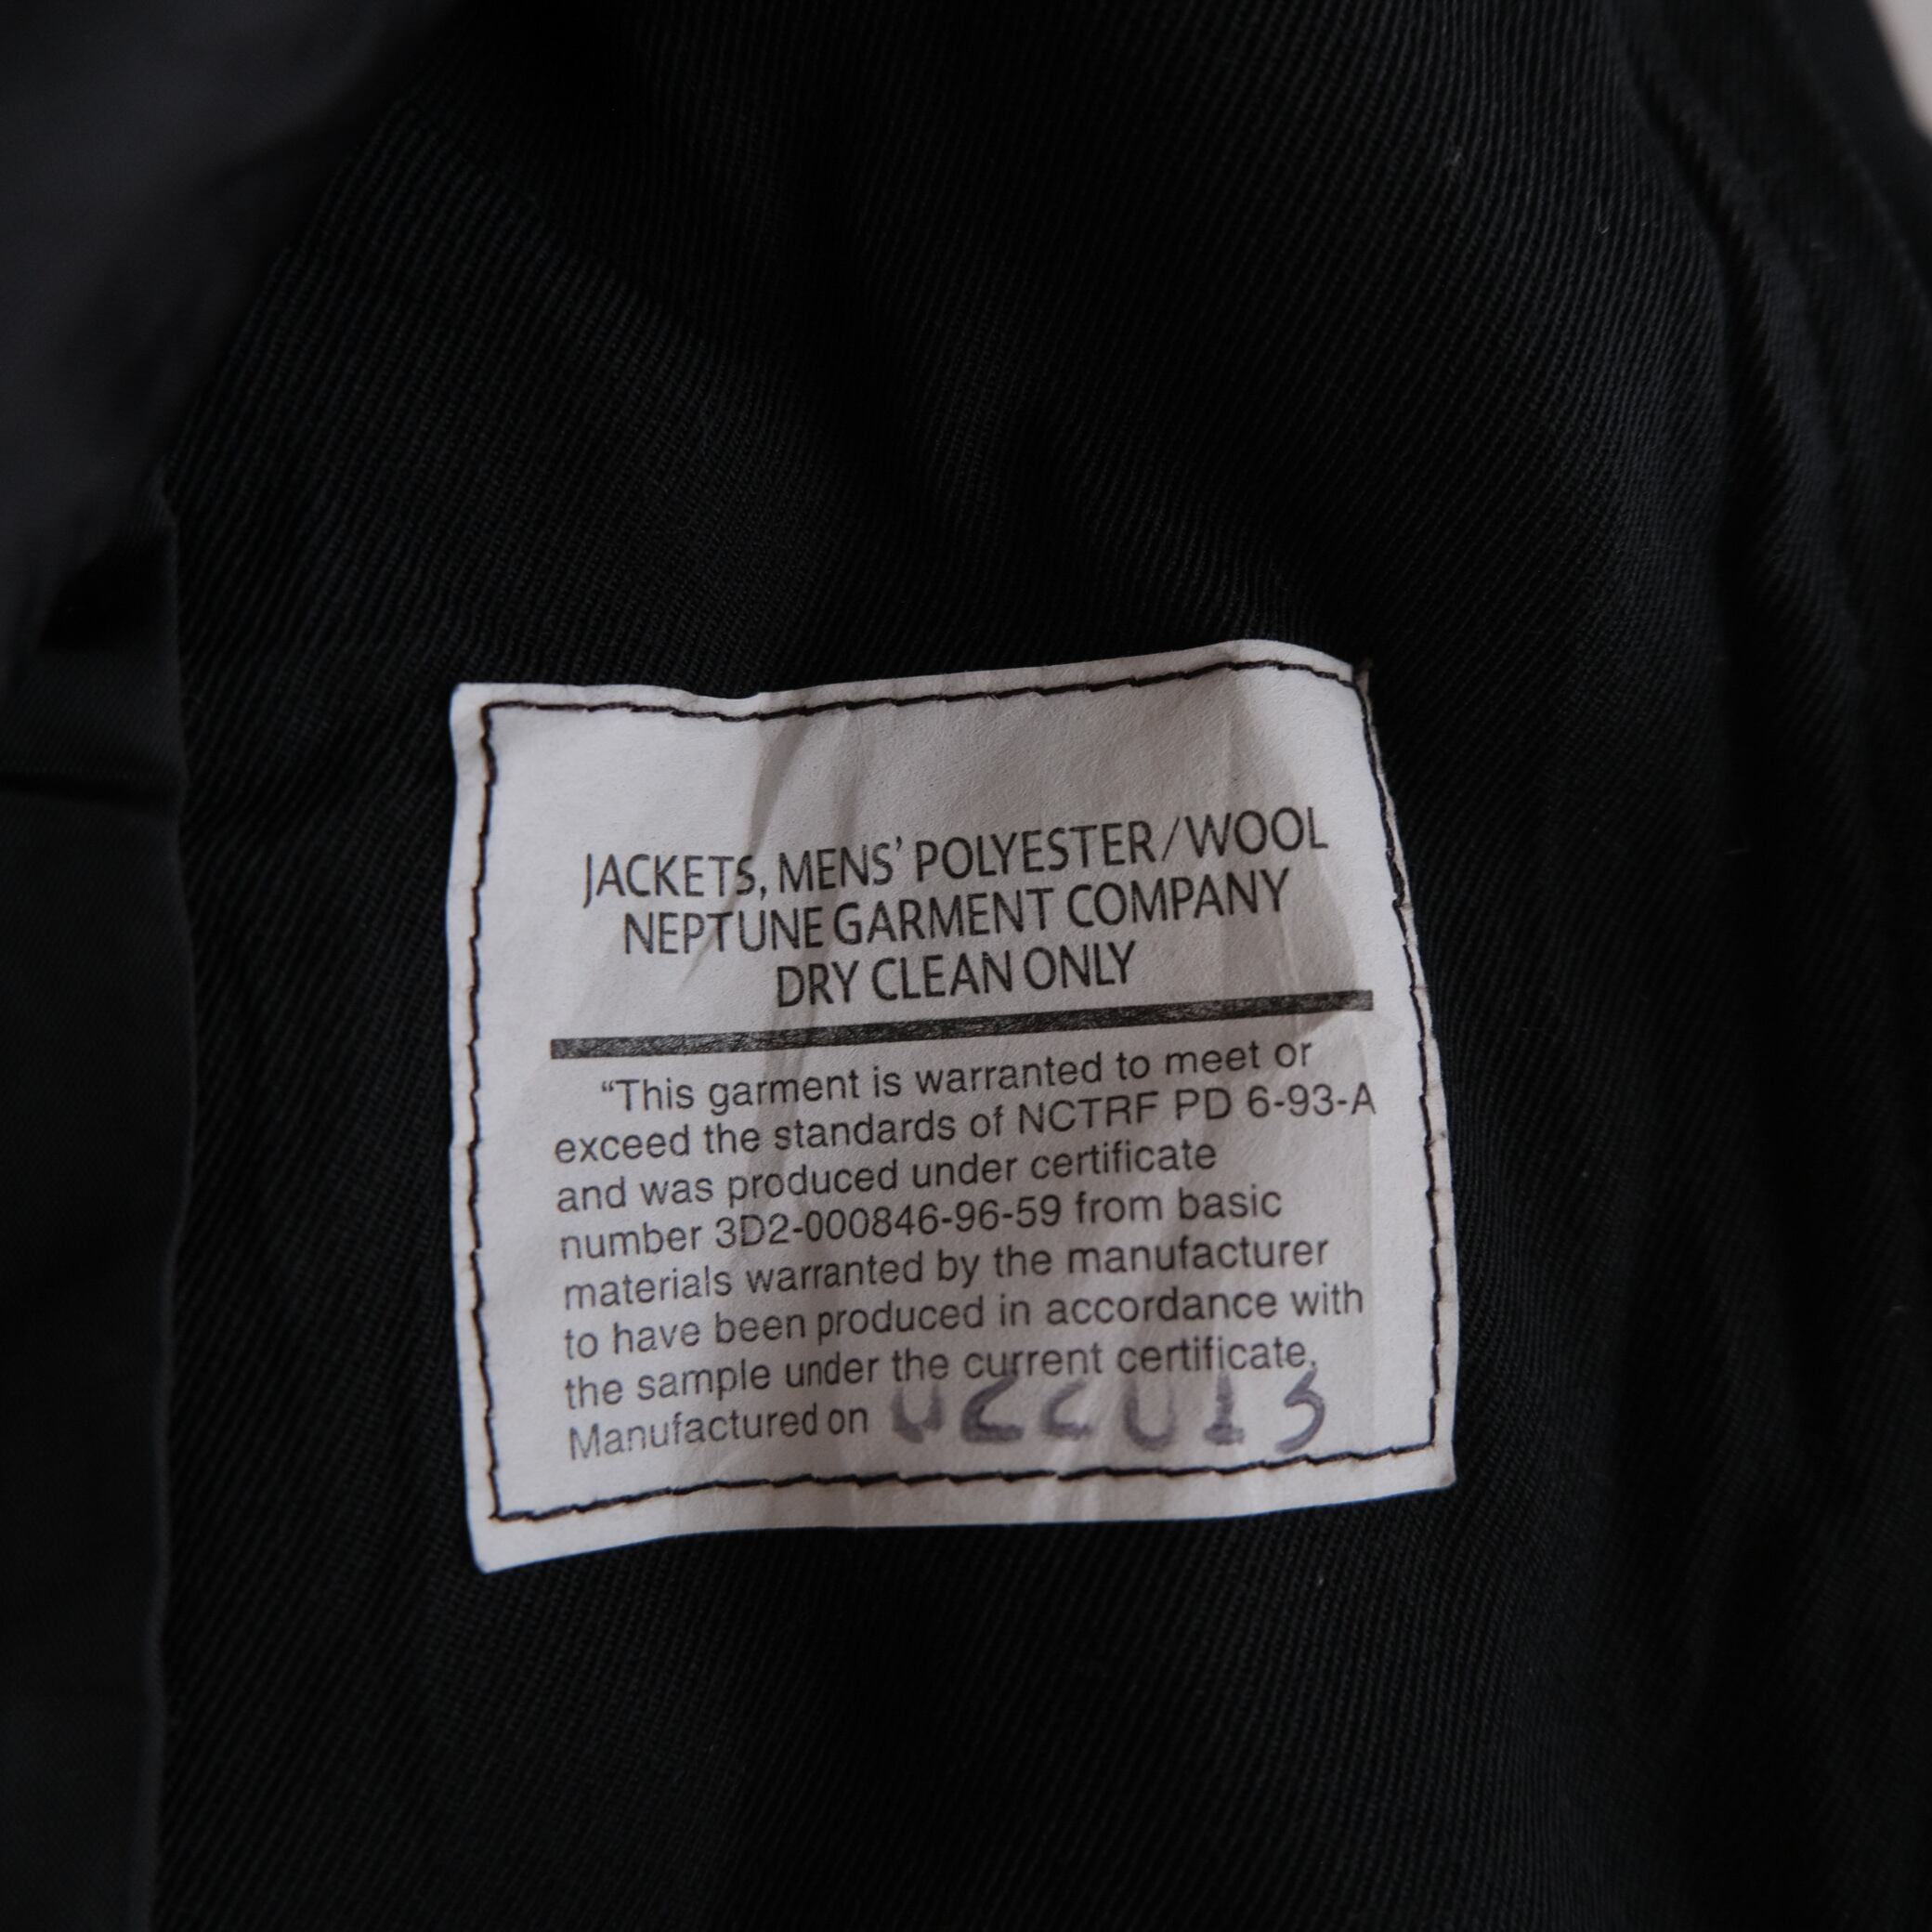 JACKETS, MENS' POLYESTER/WOOL
NEPTUNE GARMENT COMPANY
DRY CLEAN ONLY
“This garment is warranted to meet or
exceed the standards of NCTRF PD 6-93-A
and was produced under certificate
number 3D2-000846-96-59 from basic
materials warranted by the manufacturer
to have been produced in accordance with
the sample under the current certificate.
Manufactured on